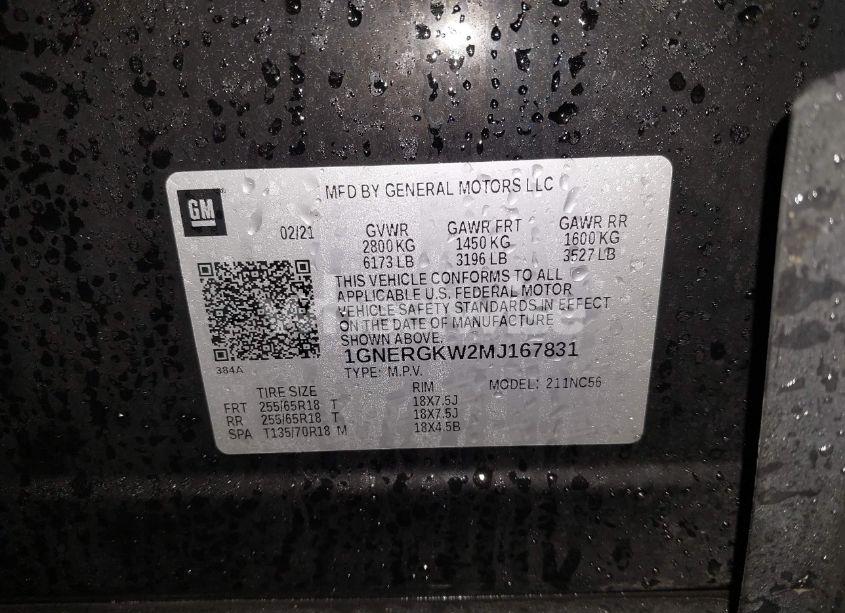 GM
MFD BY GENERAL MOTORS LLC
02/21 GVWR GAWR FRT GAWR RR
2800 KG 1450 KG 1600 KG
6173 LB 3196 LB 3527 LB
THIS VEHICLE CONFORMS TO ALL
APPLICABLE U.S. FEDERAL MOTOR
VEHICLE SAFETY STANDARDS IN EFFECT
ON THE DATE OF MANUFACTURE
SHOWN ABOVE.
1GNERGKW2MJ167831
384A
TYPE: M.P.V.
TIRE SIZE RIM MODEL: 211NC56
FRT 255/65R18 T 18X7.5J
RR 255/65R18 T 18X7.5J
SPA T135/70R18 M 18X4.5B